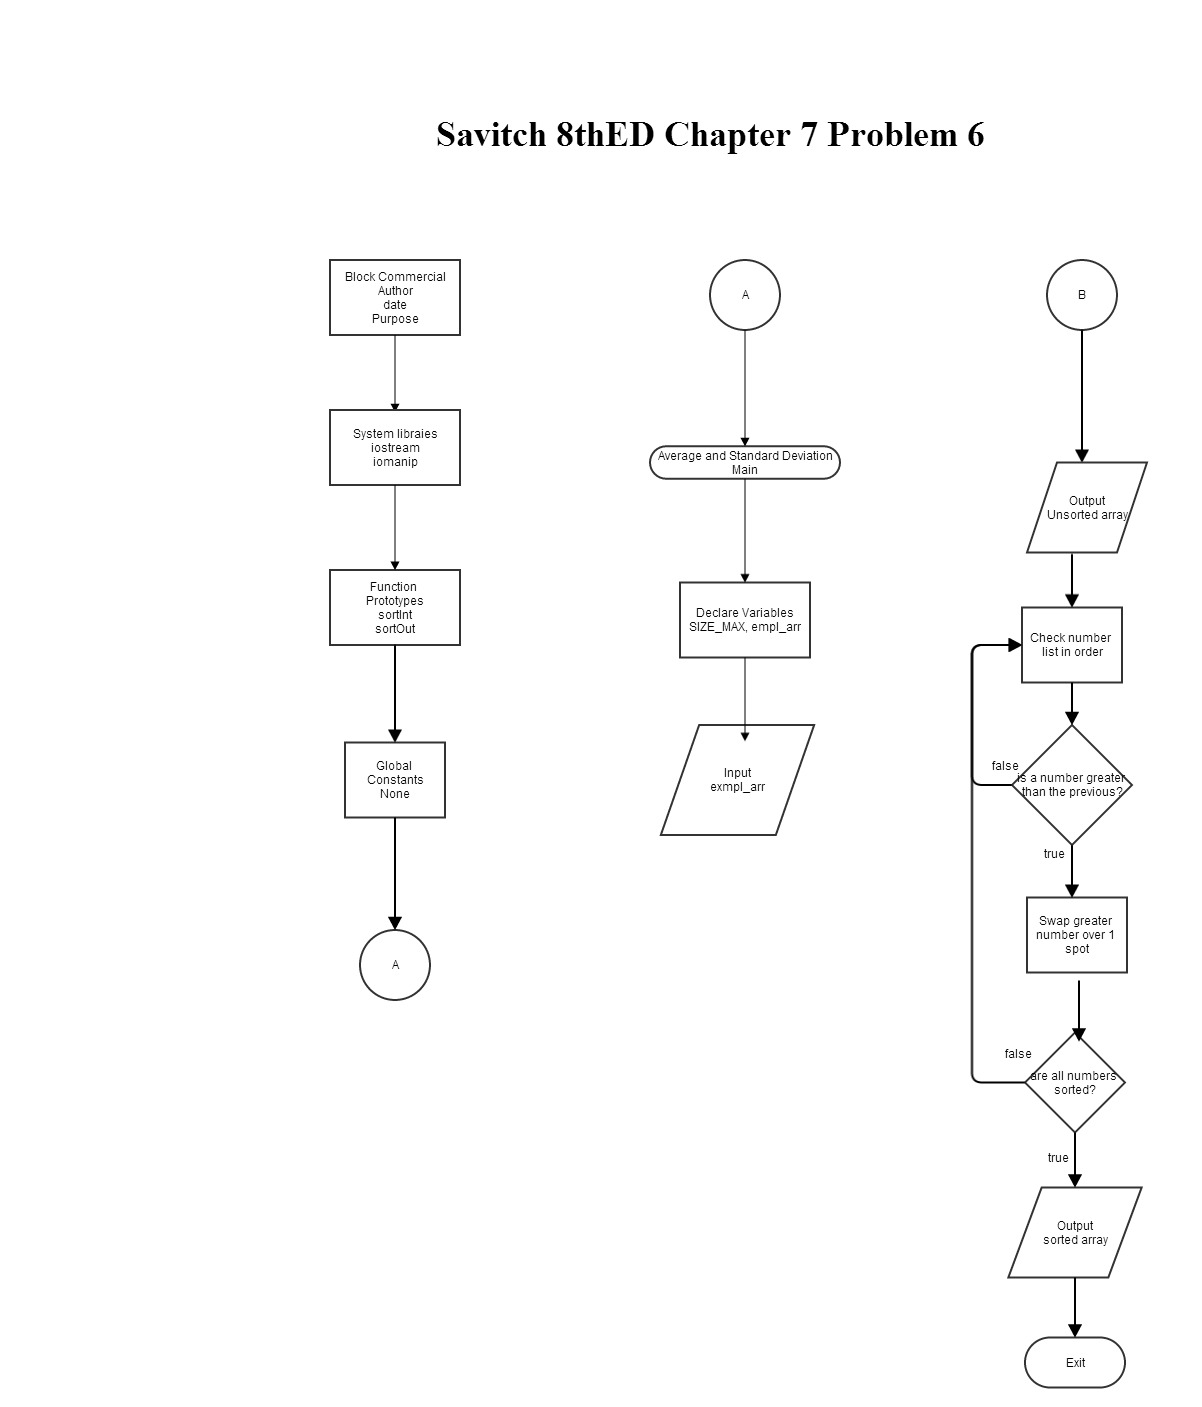 Savitch 8thED Chapter 7 Problem 6
Block Commercial
Author
date
Purpose
System libraies
iostream
iomanip
Function
Prototypes
sortInt
sortOut
Global
Constants
None
A
A
Average and Standard Deviation
Main
Declare Variables
SIZE_MAX, empl_arr
Input
exmpl_arr
B
Output
Unsorted array
Check number
list in order
false
is a number greater
than the previous?
true
Swap greater
number over 1
spot
false
are all numbers
sorted?
true
Output
sorted array
Exit